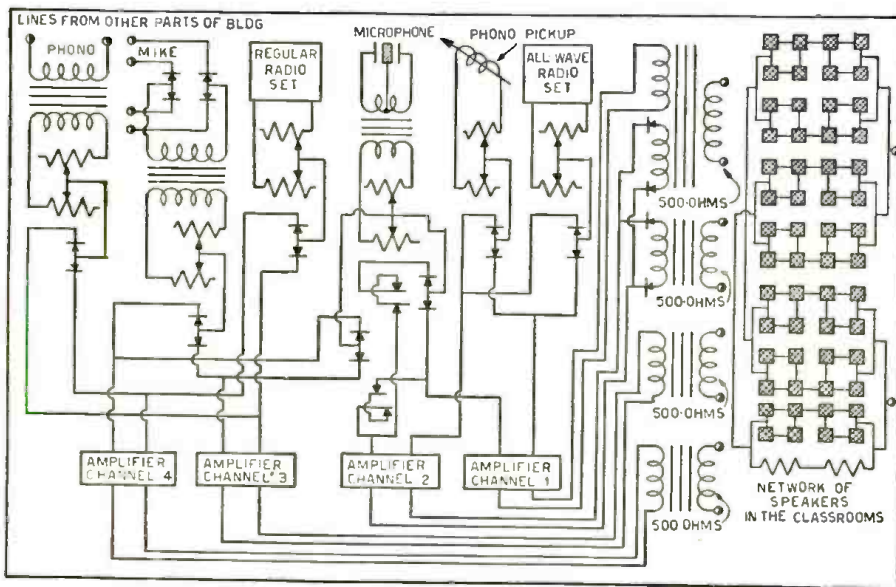 LINES FROM OTHER PARTS OF BLDG
PHONO
MIKE
REGULAR
RADIO
SET
MICROPHONE
PHONO PICKUP
ALL-WAVE
RADIO
SET
500-OHMS
500-OHMS
500-OHMS
500-OHMS
AMPLIFIER
CHANNEL 4
AMPLIFIER
CHANNEL 3
AMPLIFIER
CHANNEL 2
AMPLIFIER
CHANNEL 1
NETWORK OF
SPEAKERS
IN THE CLASSROOMS